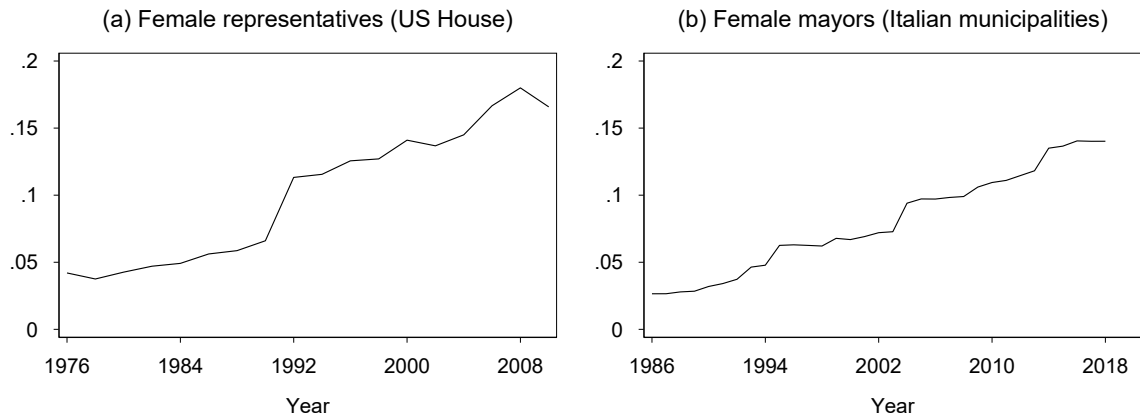 (a) Female representatives (US House)
.2
.15
.1
.05
0
1976 1984 1992 2000 2008
Year
(b) Female mayors (Italian municipalities)
.2
.15
.1
.05
0
1986 1994 2002 2010 2018
Year